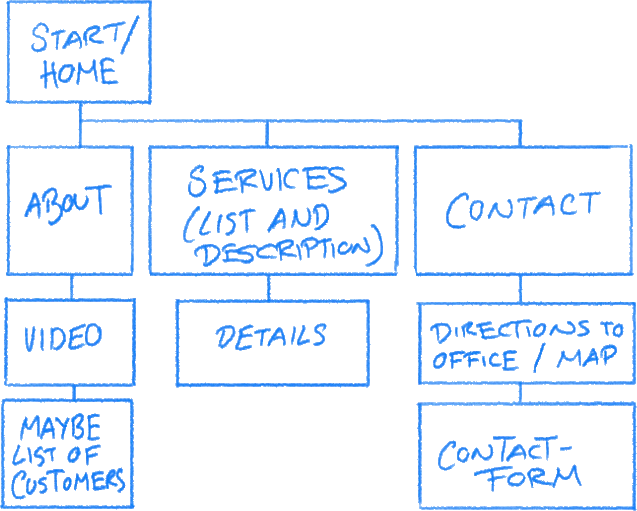 START/
HOME
ABOUT
SERVICES
(LIST AND
DESCRIPTION)
CONTACT
VIDEO
DETAILS
DIRECTIONS TO
OFFICE / MAP
MAYBE
LIST OF
CUSTOMERS
CONTACT-
FORM